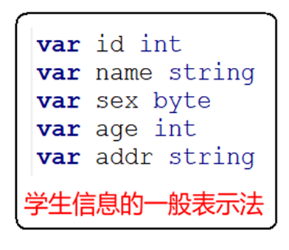 var id int
var name string
var sex byte
var age int
var addr string
学生信息的一般表示法